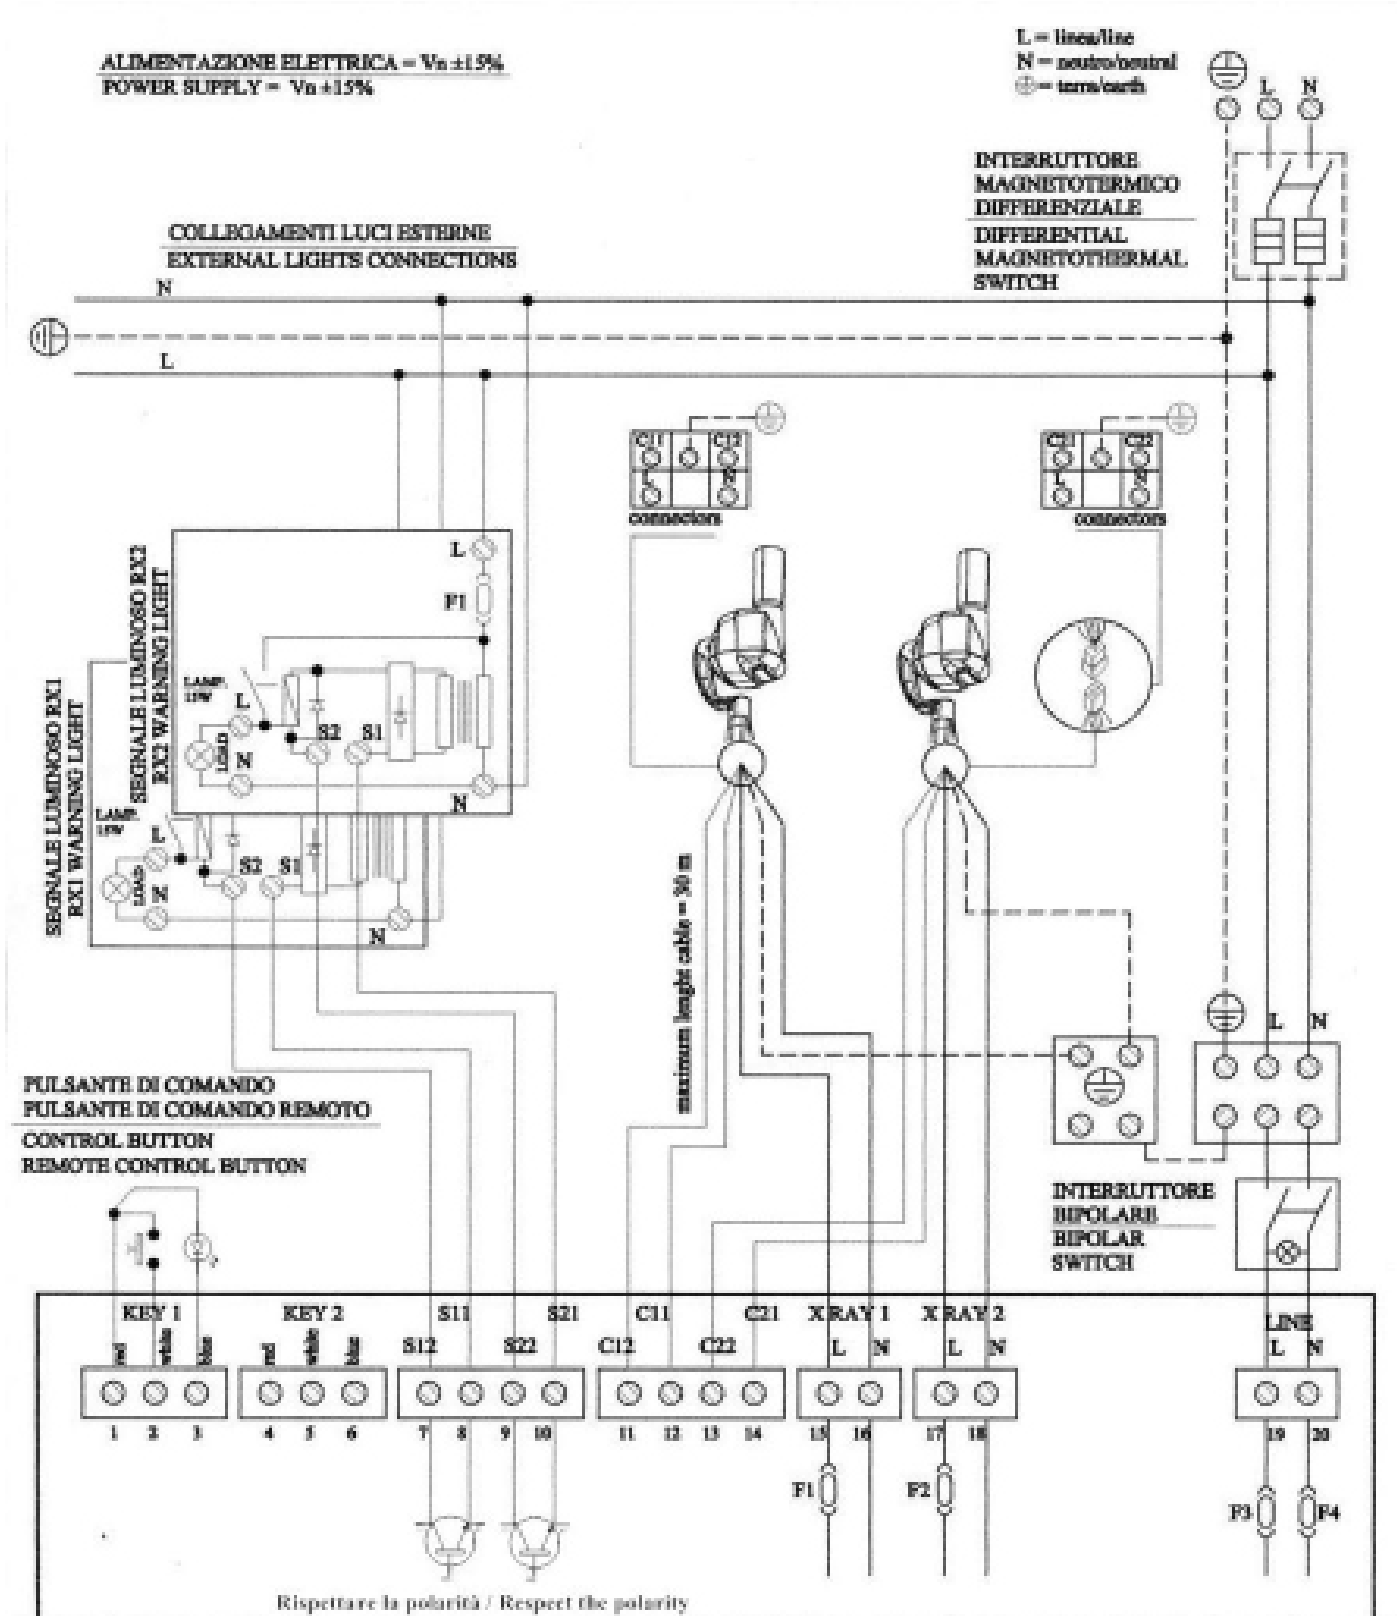 ALIMENTAZIONE ELETTRICA = Vn ±15%
POWER SUPPLY = Vn ±15%
L = linea/line
N = neutro/neutral
= terra/earth
L N
INTERRUTTORE
MAGNETOTERMICO
DIFFERENZIALE
DIFFERENTIAL
MAGNETOTHERMAL
SWITCH
COLLEGAMENTI LUCI ESTERNE
EXTERNAL LIGHTS CONNECTIONS
N
L
C11 C12
L N
connectors
C21 C22
L N
connectors
SEGNALE LUMINOSO RX2
RX2 WARNING LIGHT
L
F1
LAMP.
15W
L
S2 S1
LOAD
N
N
SEGNALE LUMINOSO RX1
RX1 WARNING LIGHT
LAMP.
15W
L
S2 S1
LOAD
N
N
maximum lenght cable = 30 m
L N
PULSANTE DI COMANDO
PULSANTE DI COMANDO REMOTO
CONTROL BUTTON
REMOTE CONTROL BUTTON
INTERRUTTORE
BIPOLARE
BIPOLAR
SWITCH
KEY 1 KEY 2 S11 S21 C11 C21 X RAY 1 X RAY 2 LINE
red white blue red white blue S12 S22 C12 C22 L N L N L N
1 2 3 4 5 6 7 8 9 10 11 12 13 14 15 16 17 18 19 20
F1 F2 F3 F4
Rispettare la polarità / Respect the polarity